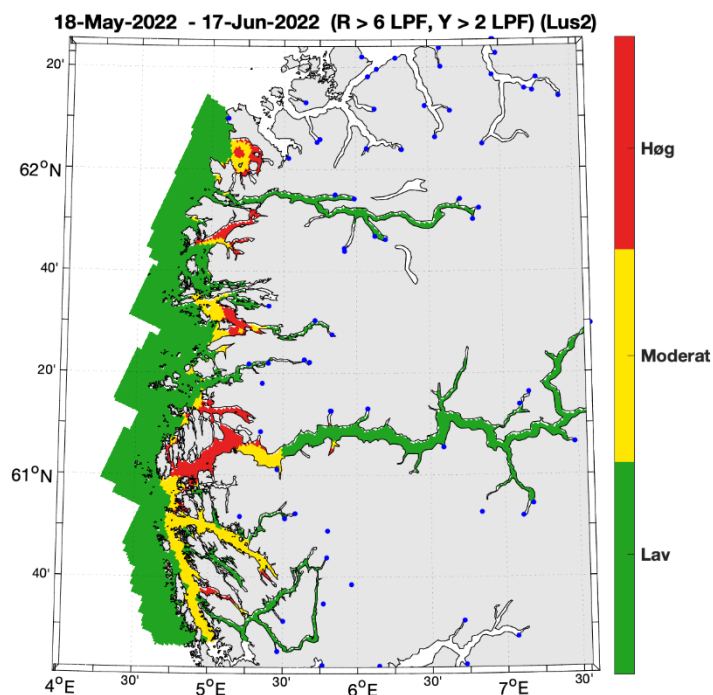 18-May-2022 - 17-Jun-2022 (R > 6 LPF, Y > 2 LPF) (Lus2)
20'
62°N
40'
20'
61°N
40'
4°E
30'
5°E
30'
6°E
30'
7°E
30'
Høg
Moderat
Lav